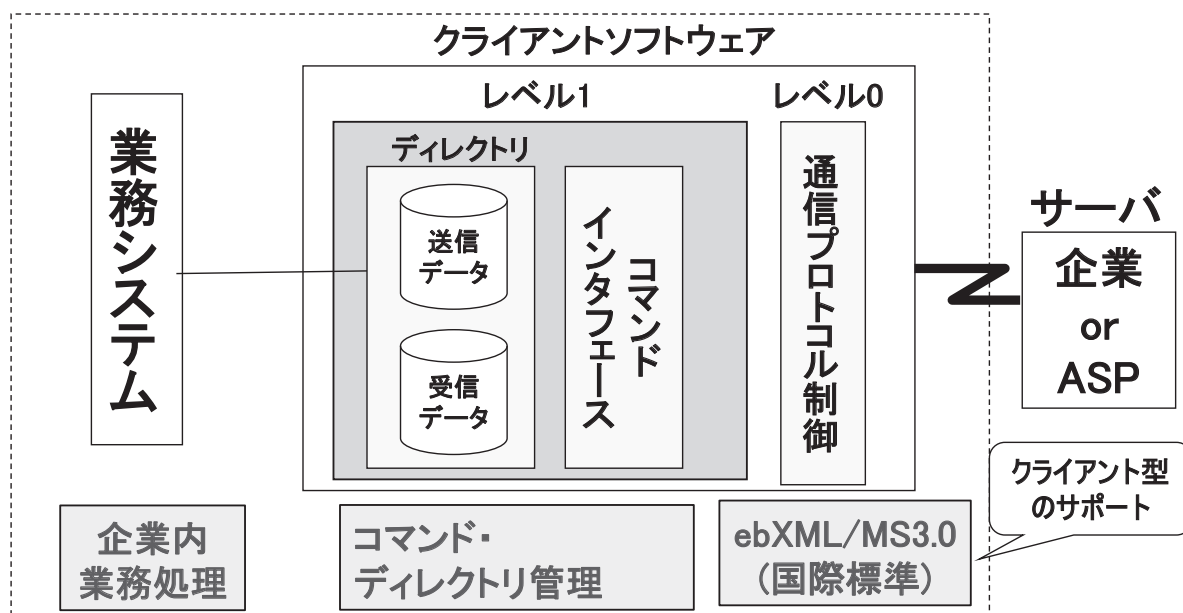 クライアントソフトウェア
レベル1
レベル0
業務システム
ディレクトリ
送信
データ
受信
データ
コマンド
インタフェース
通信プロトコル制御
サーバ
企業
or
ASP
クライアント型
のサポート
企業内
業務処理
コマンド・
ディレクトリ管理
ebXML/MS3.0
(国際標準)